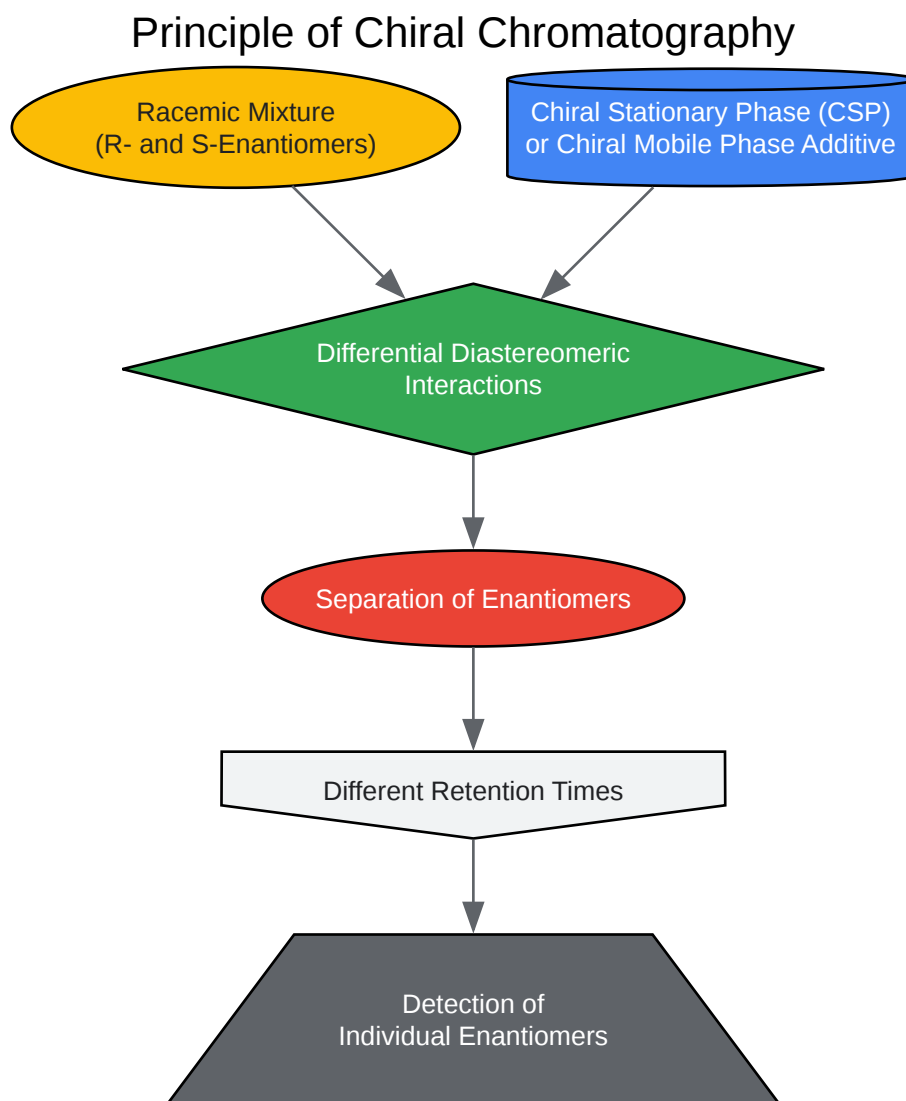 Principle of Chiral Chromatography
Racemic Mixture
(R- and S-Enantiomers)
Chiral Stationary Phase (CSP)
or Chiral Mobile Phase Additive
Differential Diastereomeric
Interactions
Separation of Enantiomers
Different Retention Times
Detection of
Individual Enantiomers